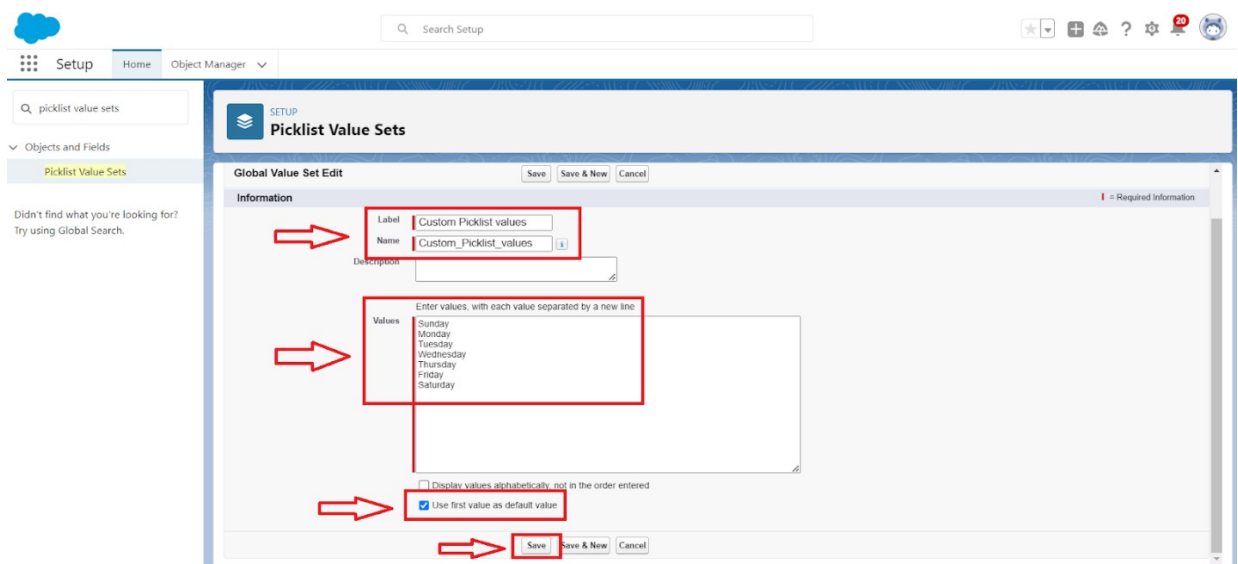 Search Setup
20
Setup
Home
Object Manager
picklist value sets
Objects and Fields
Picklist Value Sets
Didn't find what you're looking for?
Try using Global Search.
SETUP
Picklist Value Sets
Global Value Set Edit
Save
Save & New
Cancel
Information
= Required Information
Label
Custom Picklist values
Name
Custom_Picklist_values
i
Description
Enter values, with each value separated by a new line
Values
Sunday
Monday
Tuesday
Wednesday
Thursday
Friday
Saturday
Display values alphabetically, not in the order entered
Use first value as default value
Save
Save & New
Cancel